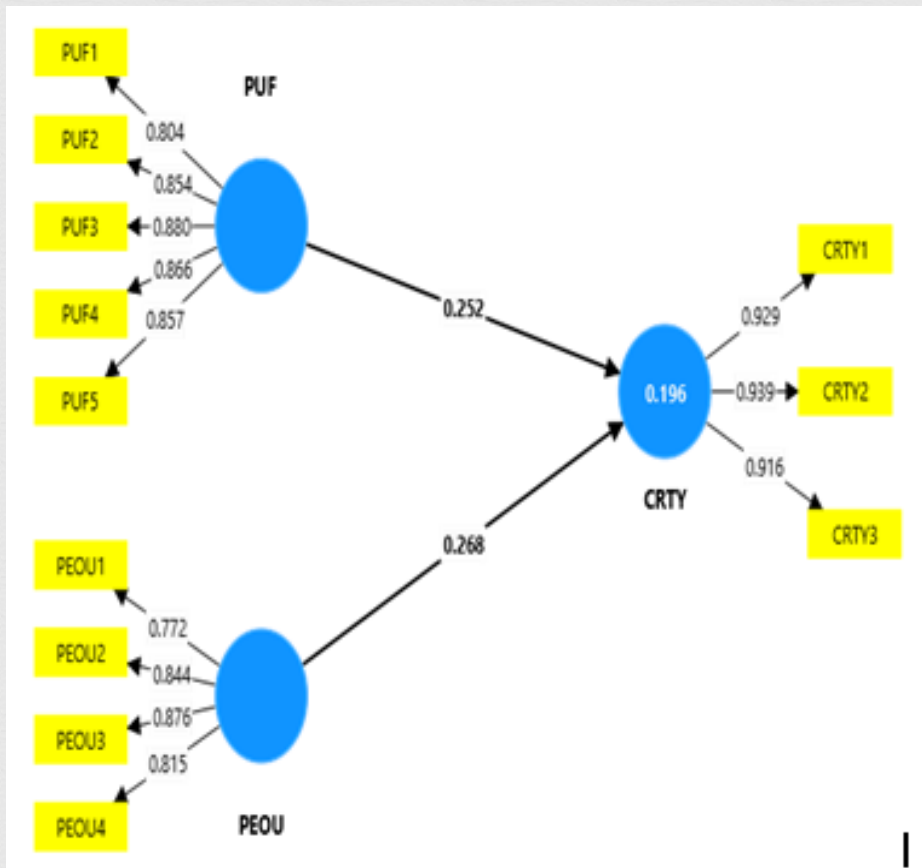 PUF1
PUF
0.804
PUF2
0.854
PUF3
0.880
0.866
PUF4
0.857
PUF5
0.252
CRTY1
0.929
0.196
0.939
CRTY2
0.916
CRTY
CRTY3
0.268
PEOU1
0.772
PEOU2
0.844
0.876
PEOU3
0.815
PEOU4
PEOU